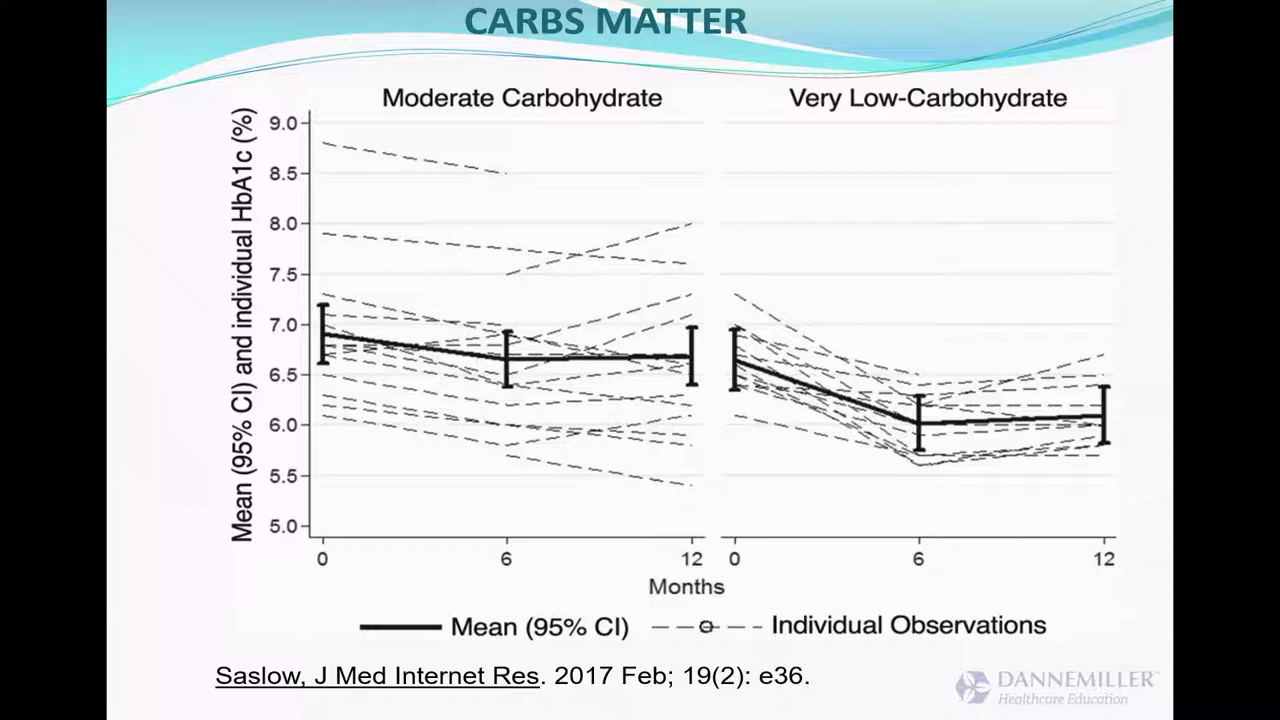 CARBS MATTER
Moderate Carbohydrate
Very Low-Carbohydrate
Mean (95% CI) and individual HbA1c (%)
9.0
8.5
8.0
7.5
7.0
6.5
6.0
5.5
5.0
0 6 12 0 6 12
Months
Mean (95% CI) Individual Observations
Saslow, J Med Internet Res. 2017 Feb; 19(2): e36.
DANNEMILLER
Healthcare Education